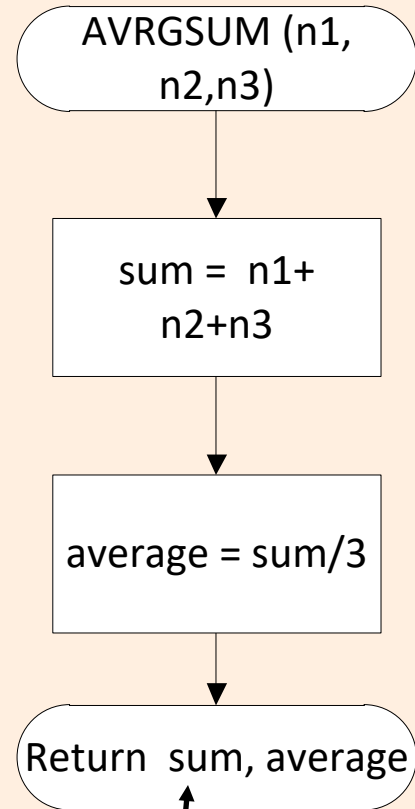 AVRGSUM (n1,
n2,n3)
sum = n1+
n2+n3
average = sum/3
Return sum, average